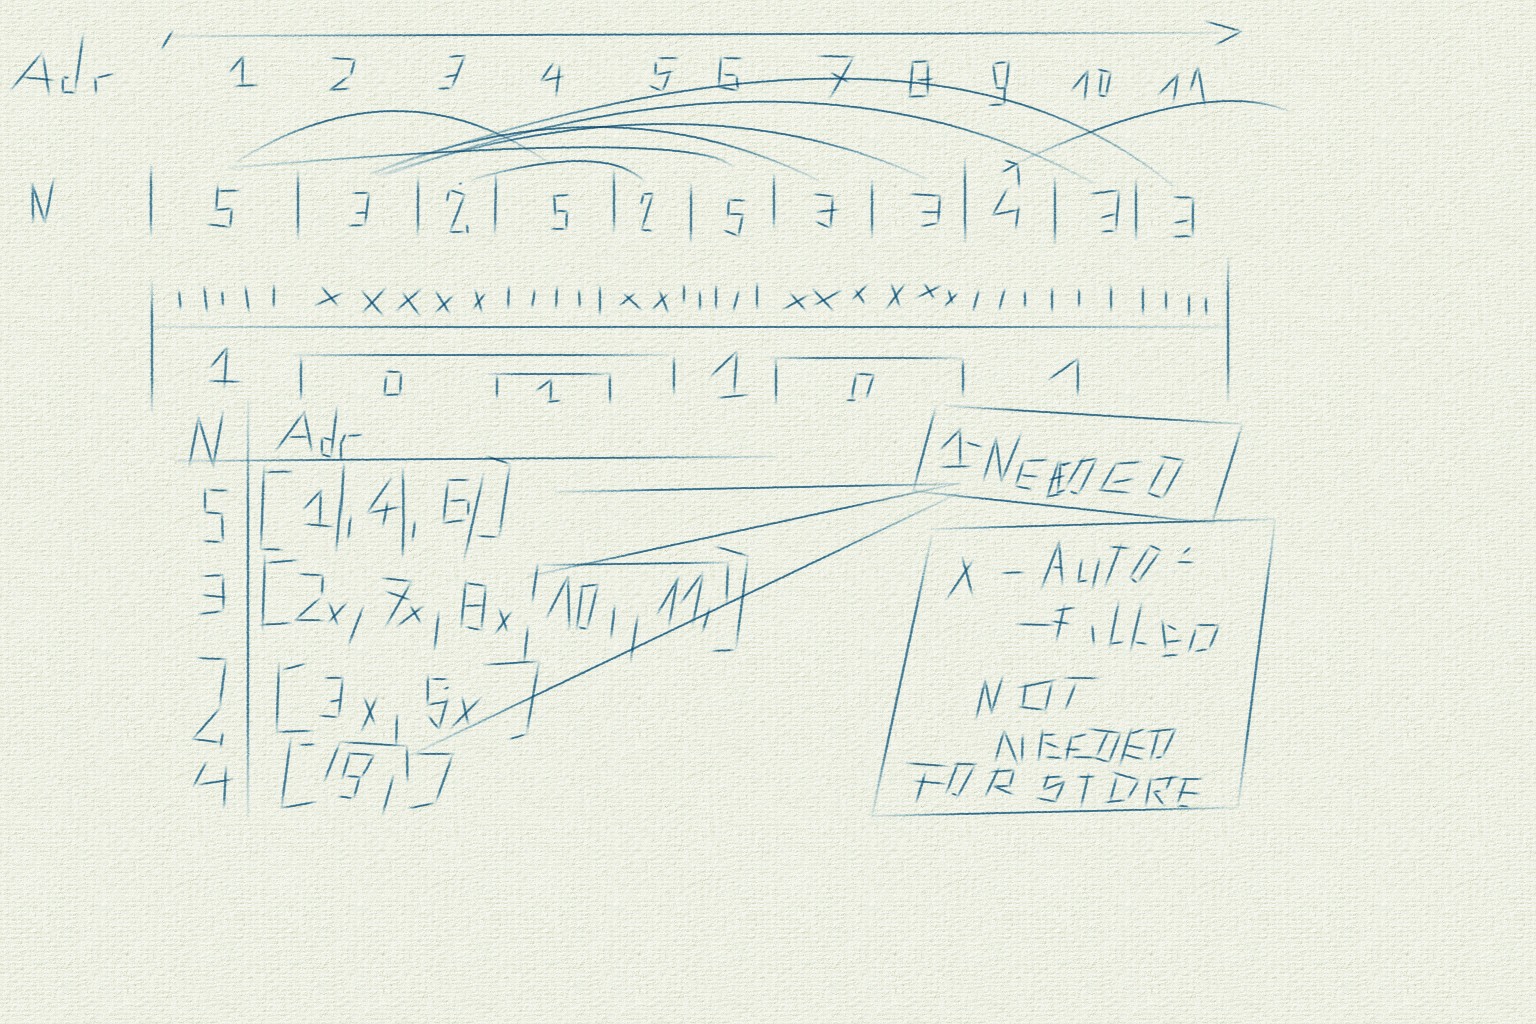 Adr 1 2 3 4 5 6 7 8 9 10 11
N | 5 | 3 | 2 | 5 | 2 | 5 | 3 | 3 | 4 | 3 | 3
| | | | | x x x x x | | | | | x x | | | | | | x x x x x x | | | | | | | | | | |
1 0 1 1 0 1
N Adr
5 [1|, 4|, 6|]
3 [2x, 7x, 8x, 10, 11,]
2 [3x, 5x]
4 [9,]
1-NEEDED
x - AUTO-
-FILLED
NOT
NEEDED
FOR STORE